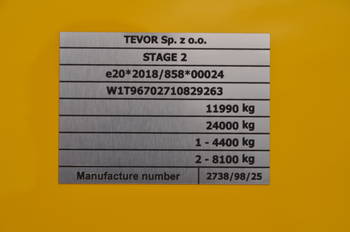 TEVOR Sp. z o.o.
STAGE 2
e20*2018/858*00024
W1T96702710829263
11990 kg
24000 kg
1 - 4400 kg
2 - 8100 kg
Manufacture number 2738/98/25